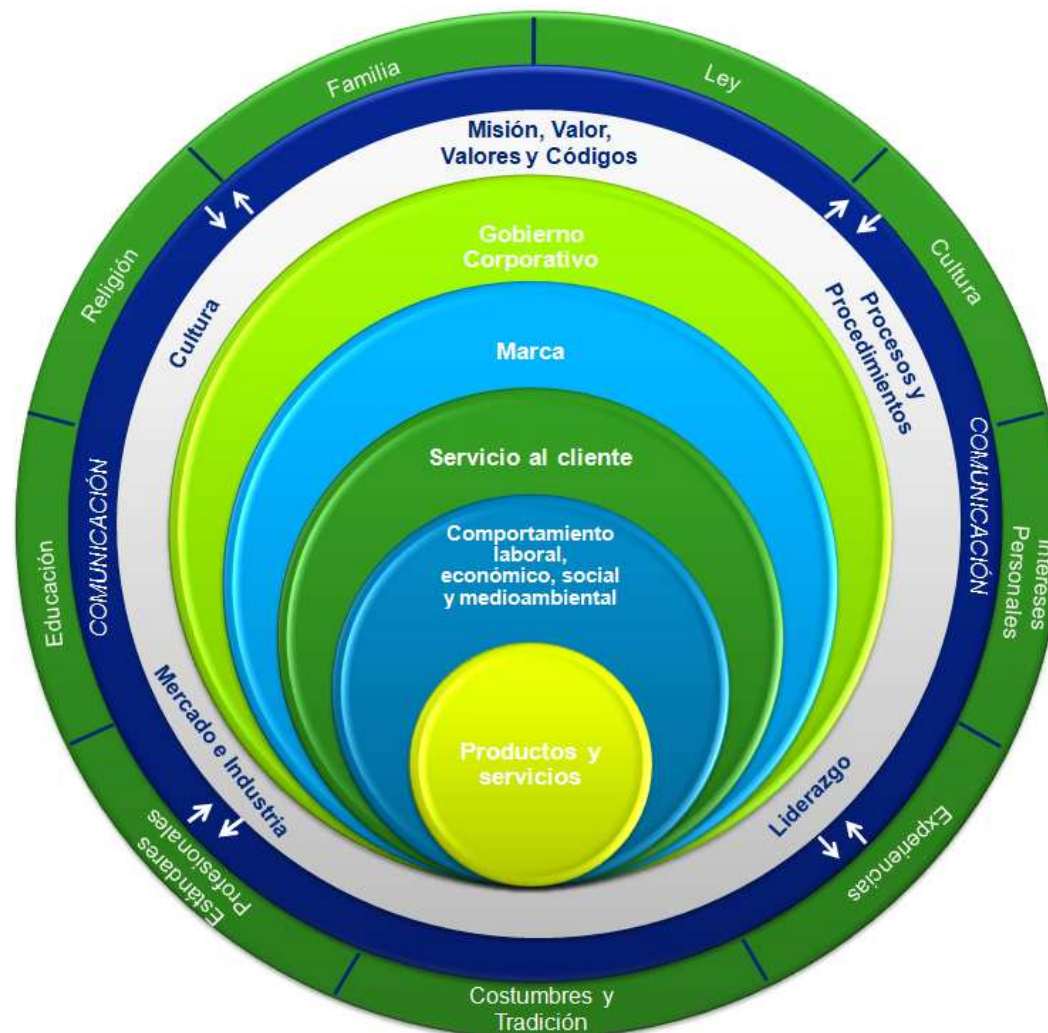 Familia
Ley
Cultura
Intereses
Personales
Experiencias
Costumbres y
Tradición
Estándares
Profesionales
Educación
Religión
COMUNICACIÓN
COMUNICACIÓN
Misión, Valor,
Valores y Códigos
Procesos y
Procedimientos
Liderazgo
Mercado e Industria
Cultura
Gobierno
Corporativo
Marca
Servicio al cliente
Comportamiento
laboral,
económico, social
y medioambiental
Productos y
servicios